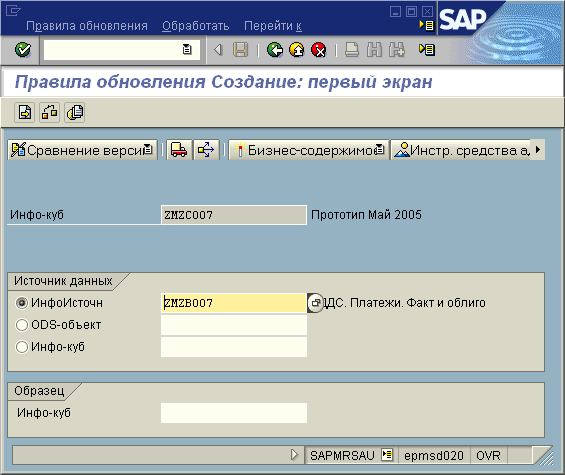 Правила обновления Обработать Перейти к
SAP
Правила обновления Создание: первый экран
Сравнение верси Бизнес-содержимое Инстр. средства а
Инфо-куб ZMZC007 Прототип Май 2005
Источник данных
ИнфоИсточн ZMZB007 ДДС. Платежи. Факт и облиго
ODS-объект
Инфо-куб
Образец
Инфо-куб
SAPMRSAU epmsd020 OVR